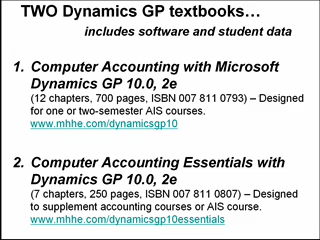 TWO Dynamics GP textbooks…
includes software and student data
1. Computer Accounting with Microsoft
Dynamics GP 10.0, 2e
(12 chapters, 700 pages, ISBN 007 811 0793) – Designed
for one or two-semester AIS courses.
www.mhhe.com/dynamicsgp10
2. Computer Accounting Essentials with
Dynamics GP 10.0, 2e
(7 chapters, 250 pages, ISBN 007 811 0807) – Designed
to supplement accounting courses or AIS course.
www.mhhe.com/dynamicsgp10essentials